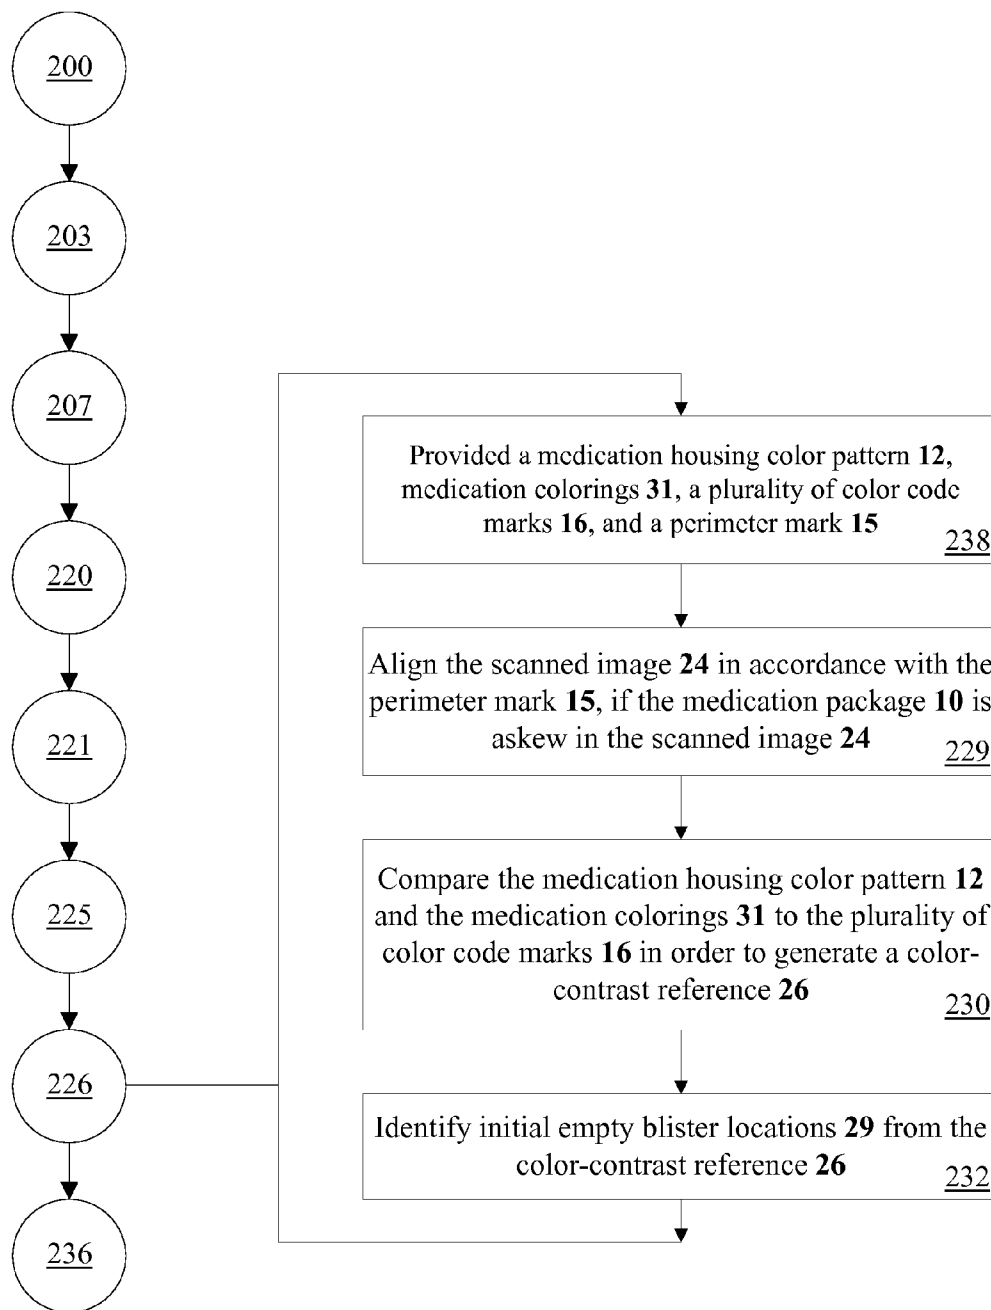 200
203
207
220
221
225
226
236
Provided a medication housing color pattern 12,
medication colorings 31, a plurality of color code
marks 16, and a perimeter mark 15
238
Align the scanned image 24 in accordance with the
perimeter mark 15, if the medication package 10 is
askew in the scanned image 24
229
Compare the medication housing color pattern 12
and the medication colorings 31 to the plurality of
color code marks 16 in order to generate a color-
contrast reference 26
230
Identify initial empty blister locations 29 from the
color-contrast reference 26
232